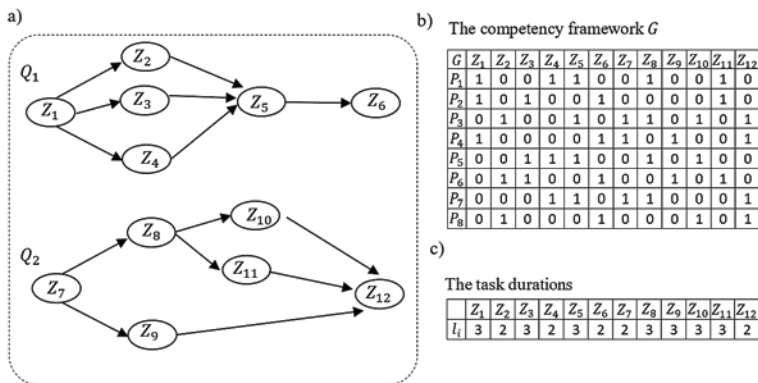 a)
Q1
Z1
Z2
Z3
Z4
Z5
Z6
Q2
Z7
Z8
Z9
Z10
Z11
Z12
b)
The competency framework G
G Z1 Z2 Z3 Z4 Z5 Z6 Z7 Z8 Z9 Z10 Z11 Z12
P1 1 0 0 1 1 0 0 1 0 0 1 0
P2 1 0 1 0 0 1 0 0 0 0 1 0
P3 0 1 0 0 1 0 1 1 0 1 0 1
P4 1 0 0 0 0 1 1 0 1 0 0 1
P5 0 0 1 1 1 0 0 1 0 1 0 0
P6 0 1 1 0 0 1 0 0 1 0 1 0
P7 0 0 0 1 1 0 1 1 0 0 0 1
P8 0 1 0 0 0 1 0 0 0 1 0 1
c)
The task durations
Z1 Z2 Z3 Z4 Z5 Z6 Z7 Z8 Z9 Z10 Z11 Z12
li 3 2 3 2 3 2 2 3 3 3 3 2